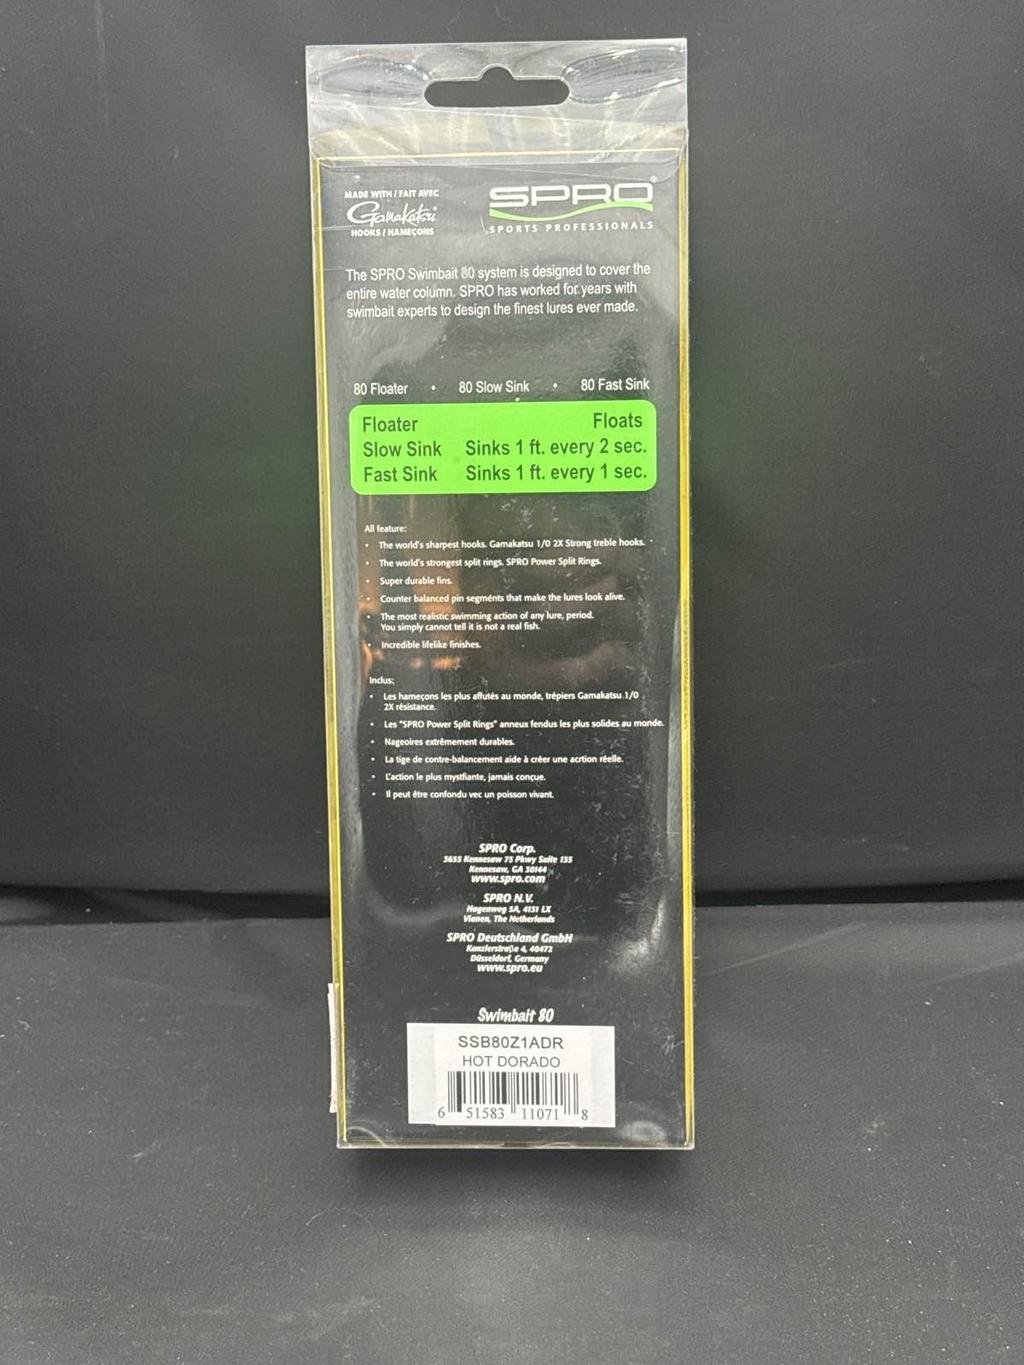 MADE WITH / FAIT AVEC
Gamakatsu®
HOOKS / HAMEÇONS
SPRO®
SPORTS PROFESSIONALS
The SPRO Swimbait 80 system is designed to cover the
entire water column. SPRO has worked for years with
swimbait experts to design the finest lures ever made.
80 Floater • 80 Slow Sink • 80 Fast Sink
Floater Floats
Slow Sink Sinks 1 ft. every 2 sec.
Fast Sink Sinks 1 ft. every 1 sec.
All feature:
• The world's sharpest hooks. Gamakatsu 1/0 2X Strong treble hooks.
• The world's strongest split rings. SPRO Power Split Rings.
• Super durable fins.
• Counter balanced pin segments that make the lures look alive.
• The most realistic swimming action of any lure, period.
You simply cannot tell it is not a real fish.
• Incredible lifelike finishes.
Inclus:
• Les hameçons les plus affutés au monde, trépiers Gamakatsu 1/0
2X résistance.
• Les "SPRO Power Split Rings" anneux fendus les plus solides au monde.
• Nageoires extrêmement durables.
• La tige de contre-balancement aide à créer une acrtion réelle.
• L'action le plus mystfiante, jamais conçue.
• Il peut être confondu vec un poisson vivant.
SPRO Corp.
3655 Kennesaw 75 Pkwy Suite 135
Kennesaw, GA 30144
www.spro.com
SPRO N.V.
Hagenweg 5A, 4131 LX
Vianen, The Netherlands
SPRO Deutschland GmbH
Kanzlerstraße 4, 40472
Düsseldorf, Germany
www.spro.eu
Swimbait 80
SSB80Z1ADR
HOT DORADO
6 51583 11071 8